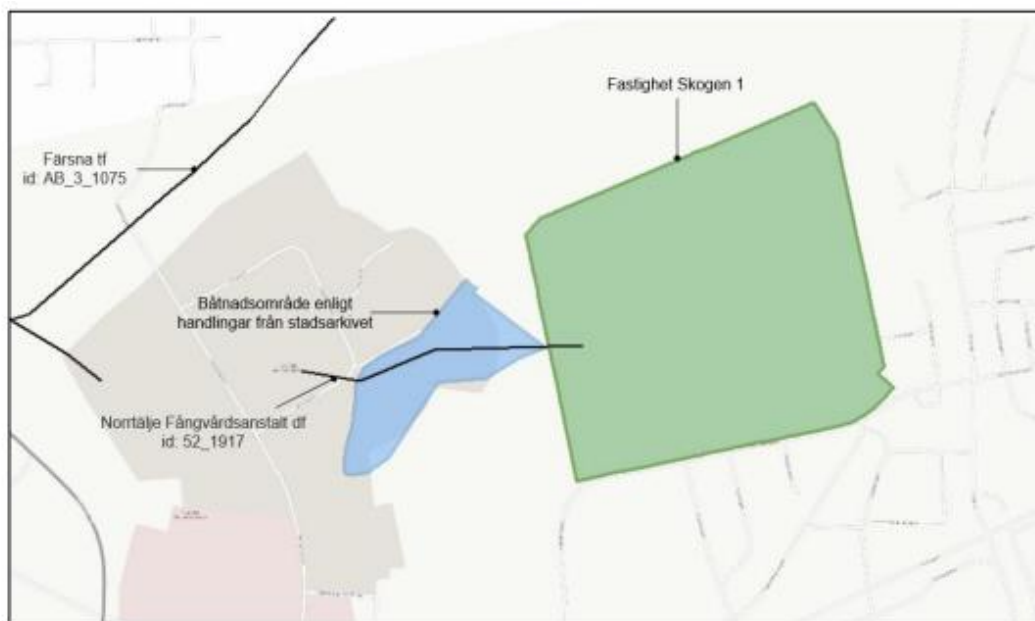 Fastighet Skogen 1
Färsna tf
id: AB_3_1075
Båtnadsområde enligt
handlingar från stadsarkivet
Norrtälje Fångvårdsanstalt df
id: 52_1917